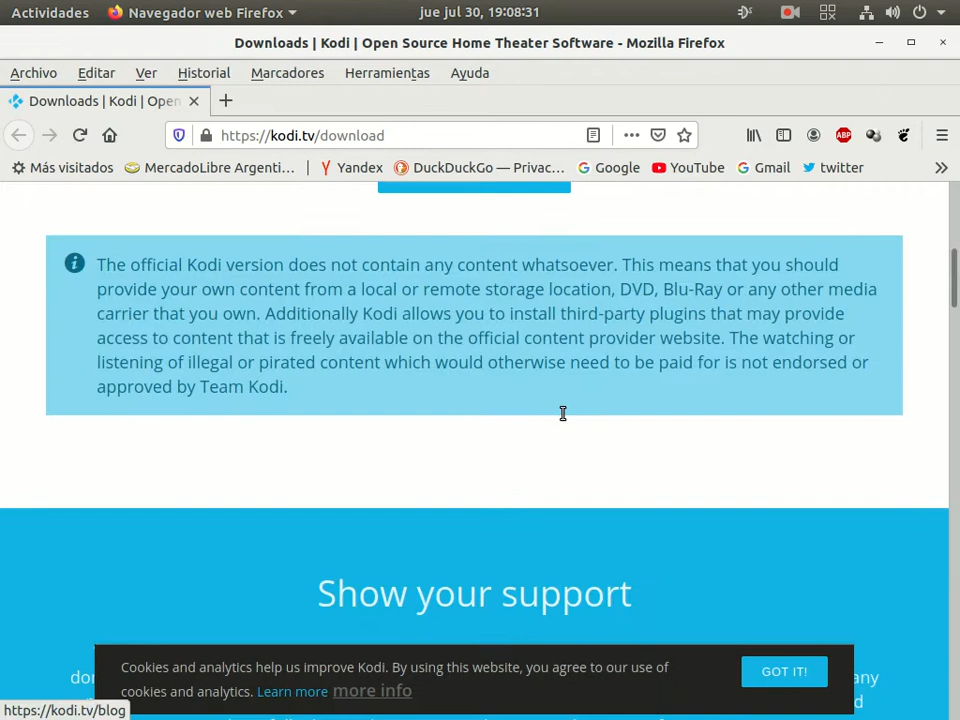 Actividades Navegador web Firefox jue jul 30, 19:08:31
Downloads | Kodi | Open Source Home Theater Software - Mozilla Firefox
Archivo Editar Ver Historial Marcadores Herramientas Ayuda
Downloads | Kodi | Open
https://kodi.tv/download ABP
Más visitados MercadoLibre Argenti... Yandex DuckDuckGo — Privac... Google YouTube Gmail twitter
The official Kodi version does not contain any content whatsoever. This means that you should
provide your own content from a local or remote storage location, DVD, Blu-Ray or any other media
carrier that you own. Additionally Kodi allows you to install third-party plugins that may provide
access to content that is freely available on the official content provider website. The watching or
listening of illegal or pirated content which would otherwise need to be paid for is not endorsed or
approved by Team Kodi.
Show your support
Cookies and analytics help us improve Kodi. By using this website, you agree to our use of
cookies and analytics. Learn more more info
GOT IT!
https://kodi.tv/blog